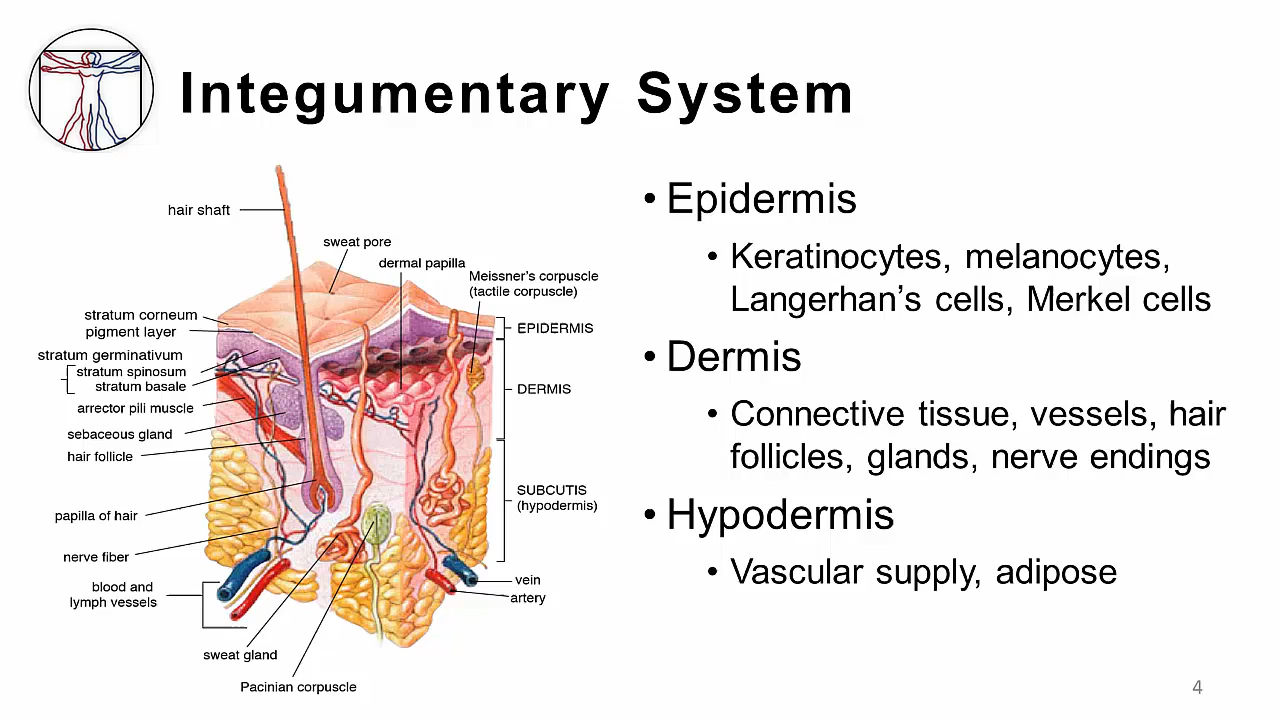 Integumentary System
hair shaft
sweat pore
dermal papilla
Meissner's corpuscle
(tactile corpuscle)
stratum corneum
pigment layer
stratum germinativum
stratum spinosum
stratum basale
arrector pili muscle
sebaceous gland
hair follicle
papilla of hair
nerve fiber
blood and
lymph vessels
sweat gland
Pacinian corpuscle
EPIDERMIS
DERMIS
SUBCUTIS
(hypodermis)
vein
artery
• Epidermis
• Keratinocytes, melanocytes,
Langerhan’s cells, Merkel cells
• Dermis
• Connective tissue, vessels, hair
follicles, glands, nerve endings
• Hypodermis
• Vascular supply, adipose
4